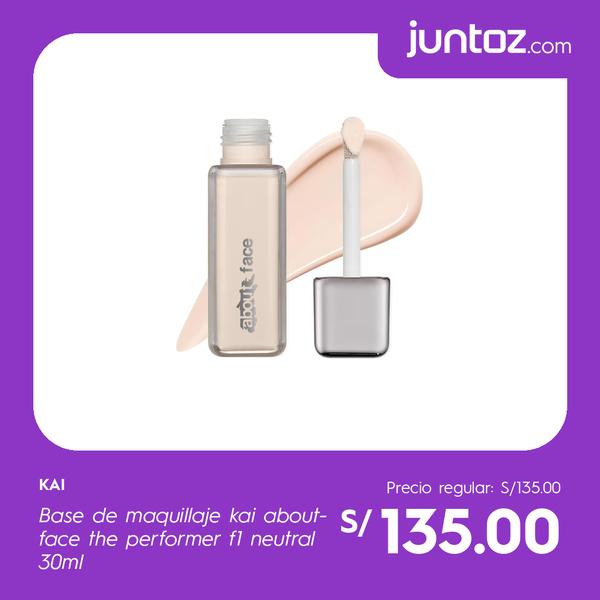 juntoz.com
about-face
KAI
Base de maquillaje kai about-
face the performer f1 neutral
30ml
Precio regular: S/135.00
S/135.00